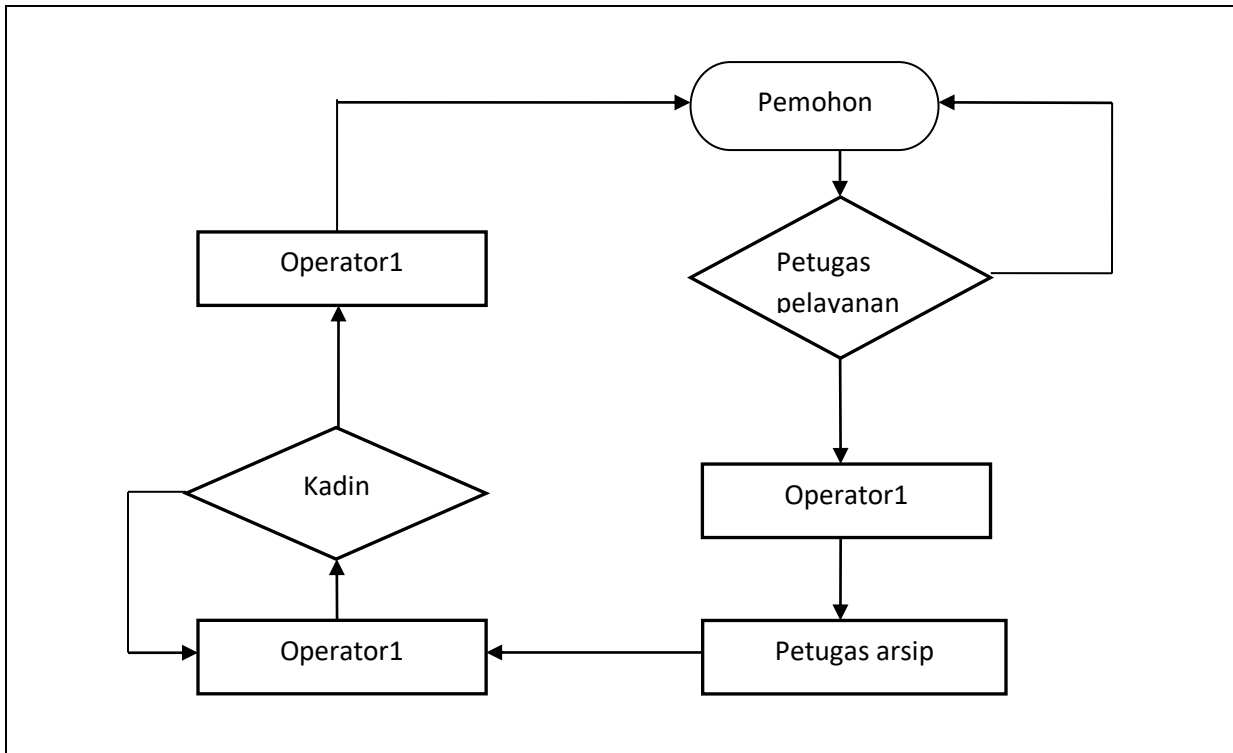 Pemohon
Operator1
Petugas
pelayanan
Kadin
Operator1
Operator1
Petugas arsip